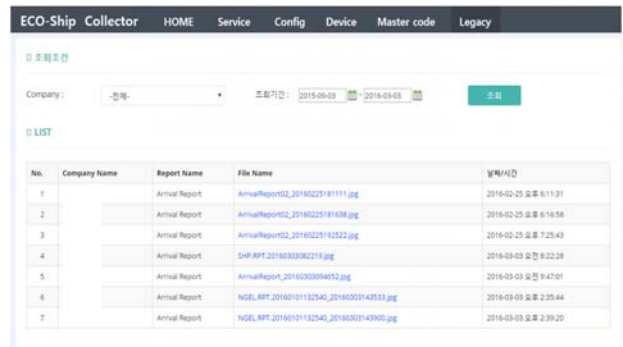 ECO-Ship Collector HOME Service Config Device Master code Legacy
조회조건
Company : -전체- 조회기간 : 2015-09-03 ~ 2016-03-03 조회
LIST
No. Company Name Report Name File Name 날짜/시간
1 Arrival Report ArrivalReport02_20160225181111.jpg 2016-02-25 오후 6:11:31
2 Arrival Report ArrivalReport02_20160225181638.jpg 2016-02-25 오후 6:16:58
3 Arrival Report ArrivalReport02_20160225192522.jpg 2016-02-25 오후 7:25:43
4 Arrival Report SHP.RPT.20160303082219.jpg 2016-03-03 오전 8:22:28
5 Arrival Report ArrivalReport_20160303094652.jpg 2016-03-03 오전 9:47:01
6 Arrival Report NGEL.RPT.20160101132540_20160303143533.jpg 2016-03-03 오후 2:35:44
7 Arrival Report NGEL.RPT.20160101132540_20160303143900.jpg 2016-03-03 오후 2:39:20